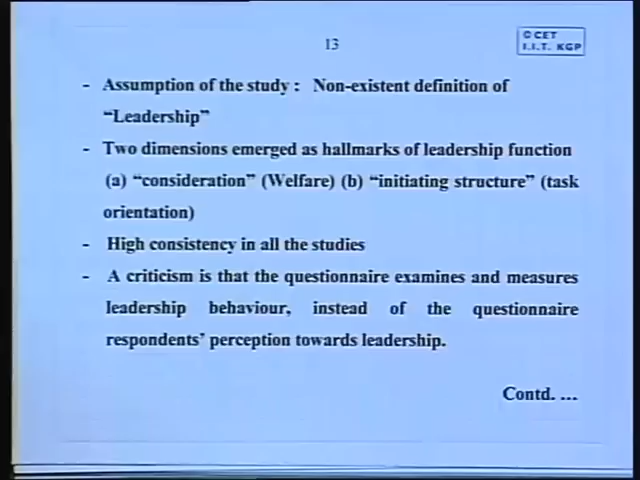 13
© CET
I.I.T. KGP
- Assumption of the study : Non-existent definition of
“Leadership”
- Two dimensions emerged as hallmarks of leadership function
(a) “consideration” (Welfare) (b) “initiating structure” (task
orientation)
- High consistency in all the studies
- A criticism is that the questionnaire examines and measures
leadership behaviour, instead of the questionnaire
respondents’ perception towards leadership.
Contd. ...